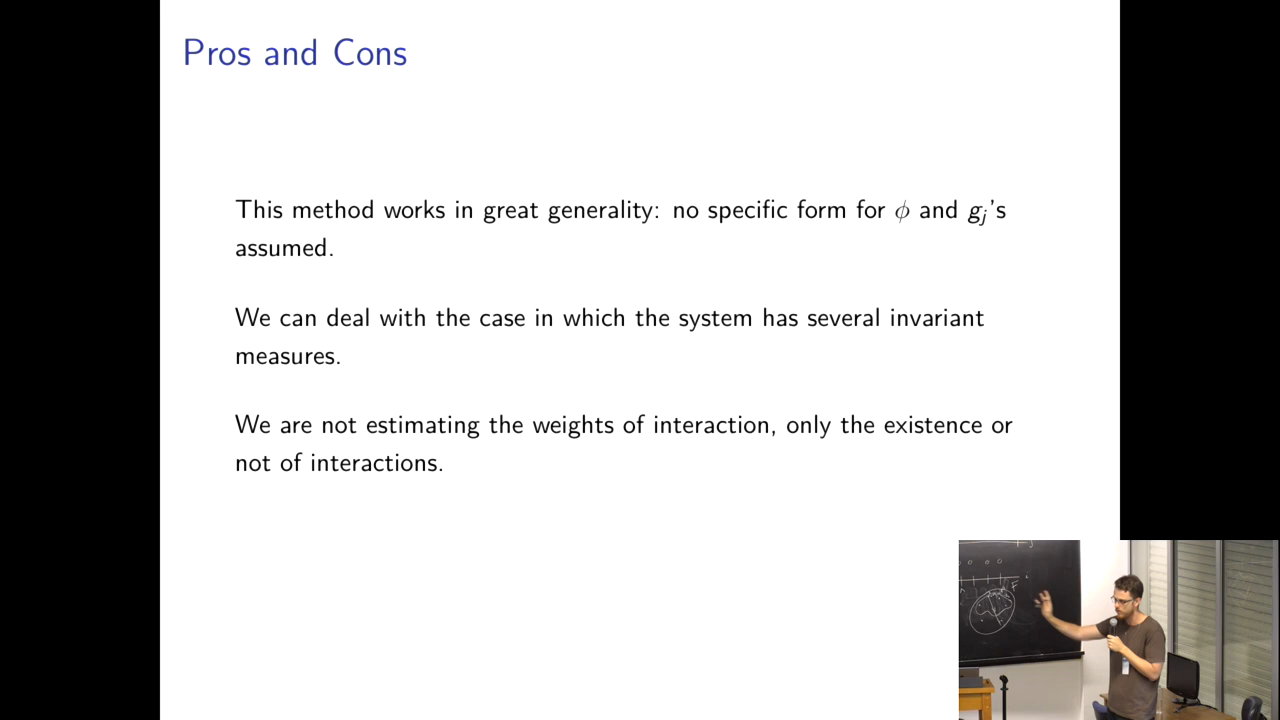 Pros and Cons
This method works in great generality: no specific form for ϕ and gⱼ's
assumed.
We can deal with the case in which the system has several invariant
measures.
We are not estimating the weights of interaction, only the existence or
not of interactions.